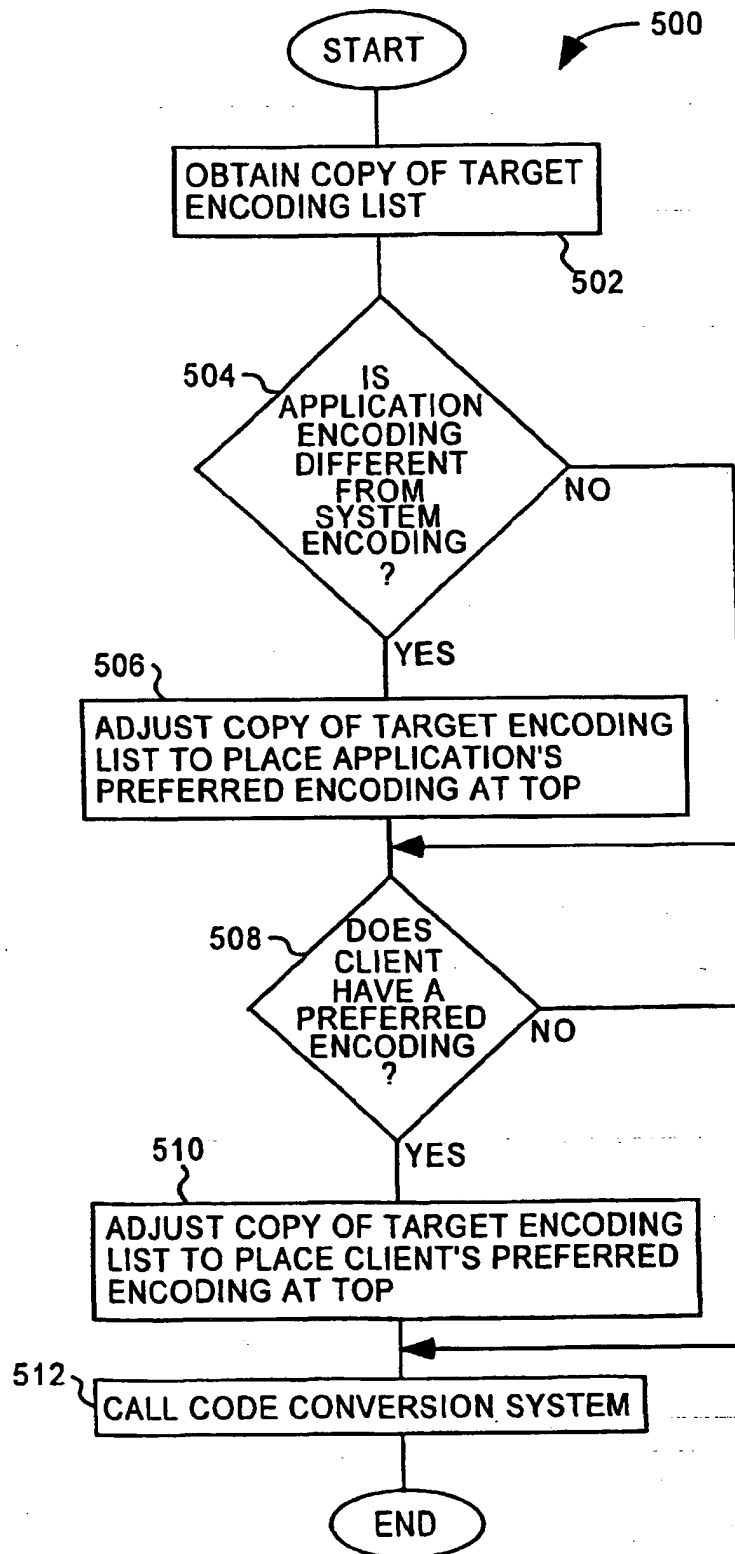 START
500
OBTAIN COPY OF TARGET
ENCODING LIST
502
504
IS
APPLICATION
ENCODING
DIFFERENT
FROM
SYSTEM
ENCODING
?
NO
YES
506
ADJUST COPY OF TARGET ENCODING
LIST TO PLACE APPLICATION'S
PREFERRED ENCODING AT TOP
508
DOES
CLIENT
HAVE A
PREFERRED
ENCODING
?
NO
YES
510
ADJUST COPY OF TARGET ENCODING
LIST TO PLACE CLIENT'S PREFERRED
ENCODING AT TOP
512
CALL CODE CONVERSION SYSTEM
END